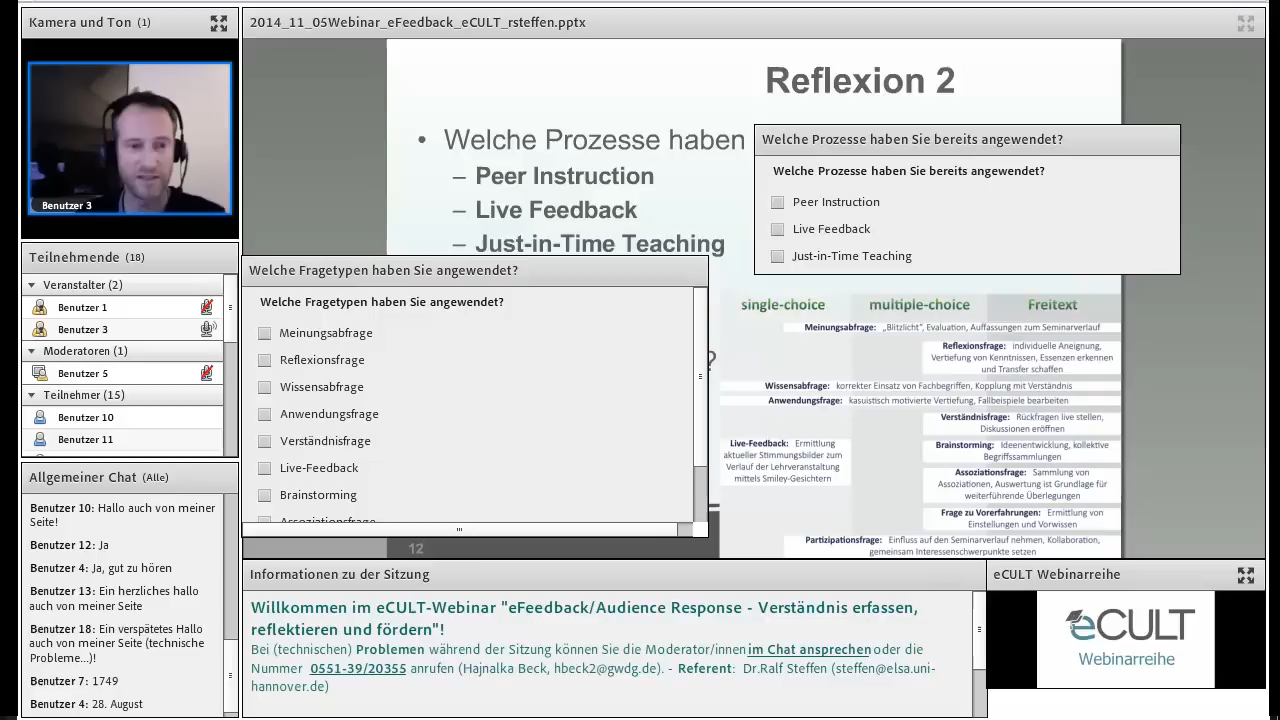 Kamera und Ton (1)
Benutzer 3
Teilnehmende (18)
Veranstalter (2)
Benutzer 1
Benutzer 3
Moderatoren (1)
Benutzer 5
Teilnehmer (15)
Benutzer 10
Benutzer 11
Allgemeiner Chat (Alle)
Benutzer 10: Hallo auch von meiner
Seite!
Benutzer 12: Ja
Benutzer 4: Ja, gut zu hören
Benutzer 13: Ein herzliches hallo
auch von meiner Seite
Benutzer 18: Ein verspätetes Hallo
auch von meiner Seite (technische
Probleme...)!
Benutzer 7: 1749
Benutzer 4: 28. August
2014_11_05Webinar_eFeedback_eCULT_rsteffen.pptx
Reflexion 2
• Welche Prozesse haben
– Peer Instruction
– Live Feedback
– Just-in-Time Teaching
?
12
Welche Prozesse haben Sie bereits angewendet?
Welche Prozesse haben Sie bereits angewendet?
Peer Instruction
Live Feedback
Just-in-Time Teaching
Welche Fragetypen haben Sie angewendet?
Welche Fragetypen haben Sie angewendet?
Meinungsabfrage
Reflexionsfrage
Wissensabfrage
Anwendungsfrage
Verständnisfrage
Live-Feedback
Brainstorming
Assoziationsfrage
single-choice multiple-choice Freitext
Meinungsabfrage: „Blitzlicht", Evaluation, Auffassungen zum Seminarverlauf
Reflexionsfrage: individuelle Aneignung,
Vertiefung von Kenntnissen, Essenzen erkennen
und Transfer schaffen
Wissensabfrage: korrekter Einsatz von Fachbegriffen, Kopplung mit Verständnis
Anwendungsfrage: kasuistisch motivierte Vertiefung, Fallbeispiele bearbeiten
Verständnisfrage: Rückfragen live stellen,
Diskussionen eröffnen
Live-Feedback: Ermittlung
aktueller Stimmungsbilder zum
Verlauf der Lehrveranstaltung
mittels Smiley-Gesichtern
Brainstorming: Ideenentwicklung, kollektive
Begriffssammlungen
Assoziationsfrage: Sammlung von
Assoziationen, Auswertung ist Grundlage für
weiterführende Überlegungen
Frage zu Vorerfahrungen: Ermittlung von
Einstellungen und Vorwissen
Partizipationsfrage: Einfluss auf den Seminarverlauf nehmen, Kollaboration,
gemeinsam Interessenschwerpunkte setzen
Informationen zu der Sitzung
Willkommen im eCULT-Webinar "eFeedback/Audience Response - Verständnis erfassen,
reflektieren und fördern"!
Bei (technischen) Problemen während der Sitzung können Sie die Moderator/innen im Chat ansprechen oder die
Nummer 0551-39/20355 anrufen (Hajnalka Beck, hbeck2@gwdg.de). - Referent: Dr.Ralf Steffen (steffen@elsa.uni-
hannover.de)
eCULT Webinarreihe
eCULT
Webinarreihe